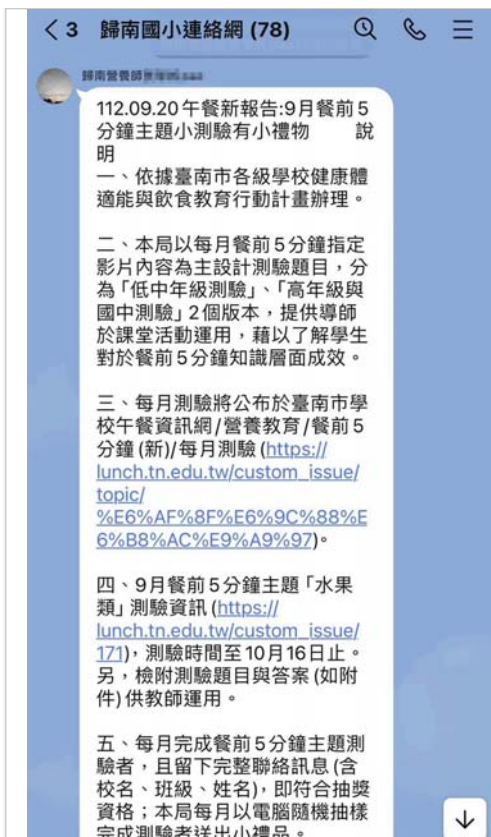 3 歸南國小連絡網 (78)
歸南營養師
112.09.20午餐新報告:9月餐前5
分鐘主題小測驗有小禮物 說
明
一、依據臺南市各級學校健康體
適能與飲食教育行動計畫辦理。
二、本局以每月餐前5分鐘指定
影片內容為主設計測驗題目，分
為「低中年級測驗」、「高年級與
國中測驗」2個版本，提供導師
於課堂活動運用，藉以了解學生
對於餐前5分鐘知識層面成效。
三、每月測驗將公布於臺南市學
校午餐資訊網/營養教育/餐前5
分鐘(新)/每月測驗(https://
lunch.tn.edu.tw/custom_issue/
topic/
%E6%AF%8F%E6%9C%88%E
6%B8%AC%E9%A9%97)。
四、9月餐前5分鐘主題「水果
類」測驗資訊(https://
lunch.tn.edu.tw/custom_issue/
171)，測驗時間至10月16日止。
另，檢附測驗題目與答案(如附
件)供教師運用。
五、每月完成餐前5分鐘主題測
驗者，且留下完整聯絡訊息(含
校名、班級、姓名)，即符合抽獎
資格；本局每月以電腦隨機抽樣
完成測驗者送出小禮品。